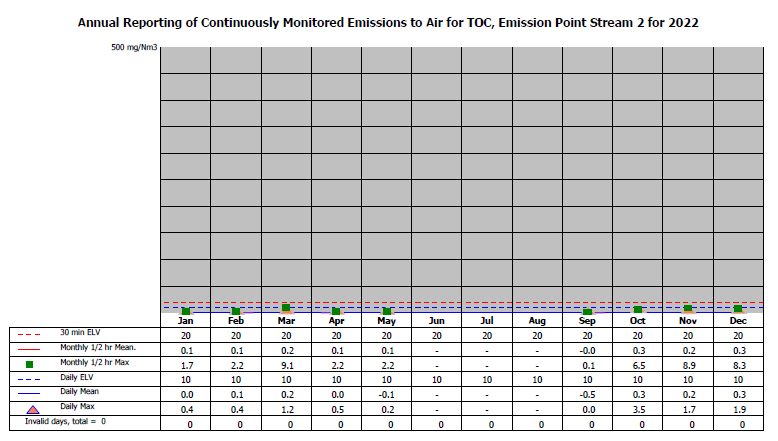 Annual Reporting of Continuously Monitored Emissions to Air for TOC, Emission Point Stream 2 for 2022
500 mg/Nm3
Jan Feb Mar Apr May Jun Jul Aug Sep Oct Nov Dec
30 min ELV 20 20 20 20 20 20 20 20 20 20 20 20
Monthly 1/2 hr Mean. 0.1 0.1 0.2 0.1 0.1 - - - -0.0 0.3 0.2 0.3
Monthly 1/2 hr Max 1.7 2.2 9.1 2.2 2.2 - - - 0.1 6.5 8.9 8.3
Daily ELV 10 10 10 10 10 10 10 10 10 10 10 10
Daily Mean 0.0 0.1 0.2 0.0 -0.1 - - - -0.5 0.3 0.2 0.3
Daily Max 0.4 0.4 1.2 0.5 0.2 - - - 0.0 3.5 1.7 1.9
Invalid days, total = 0 0 0 0 0 0 0 0 0 0 0 0 0